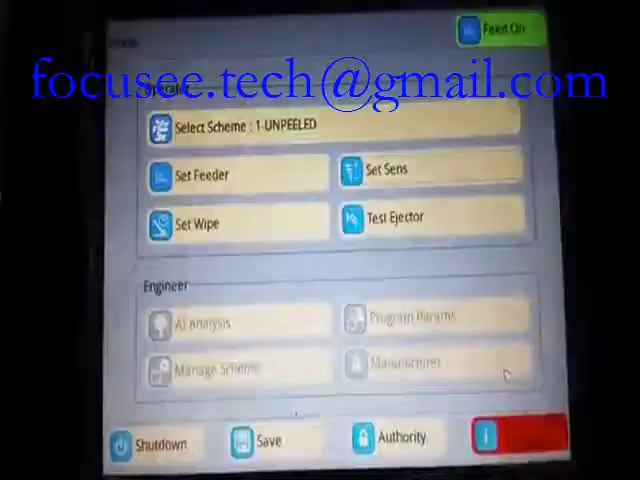 Feed On
focusee.tech@gmail.com
Operator
Select Scheme : 1-UNPEELED
Set Feeder
Set Sens
Set Wipe
Test Ejector
Engineer
AI Analysis
Program Params
Manage Scheme
Manufacturer
Shutdown
Save
Authority